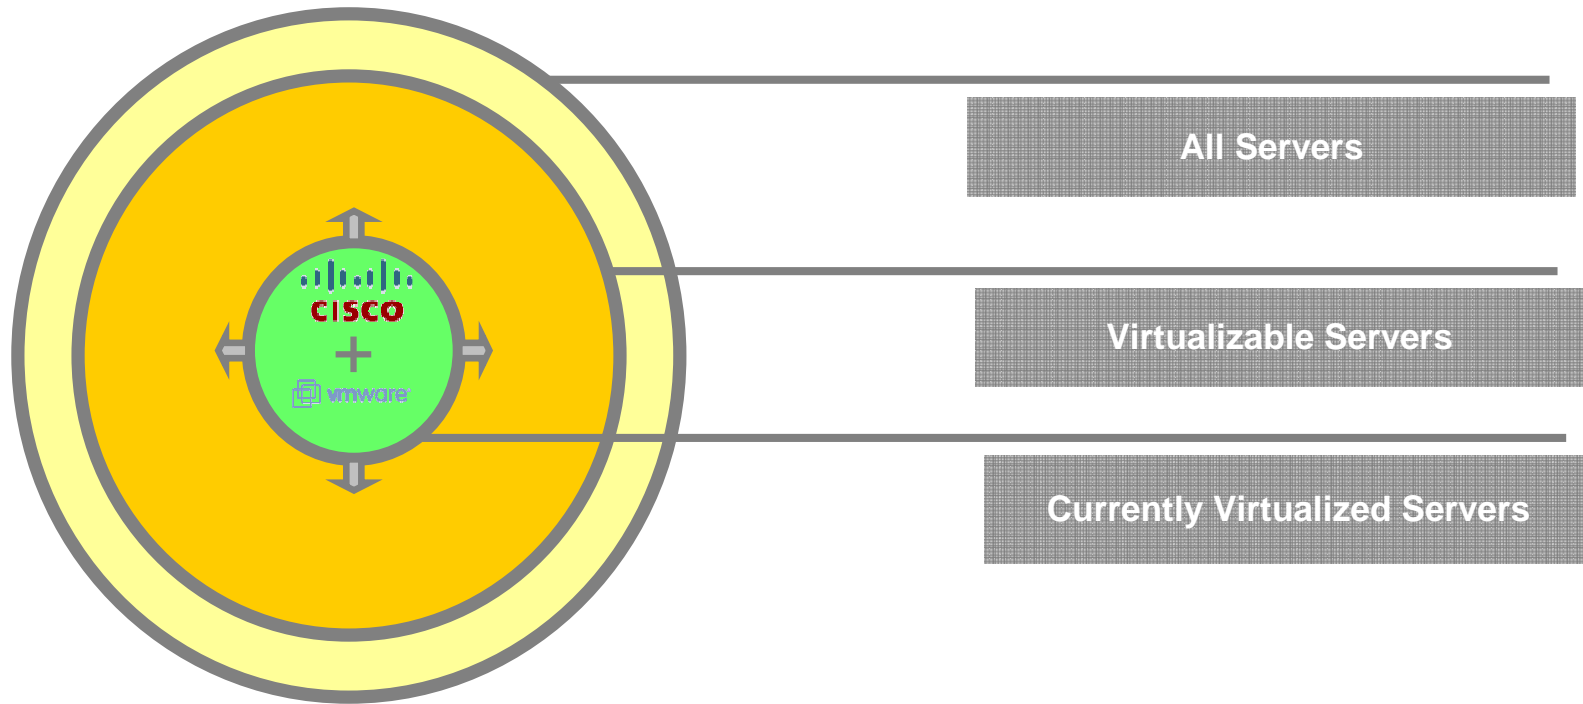 All Servers
CISCO
+
vmware
Virtualizable Servers
Currently Virtualized Servers